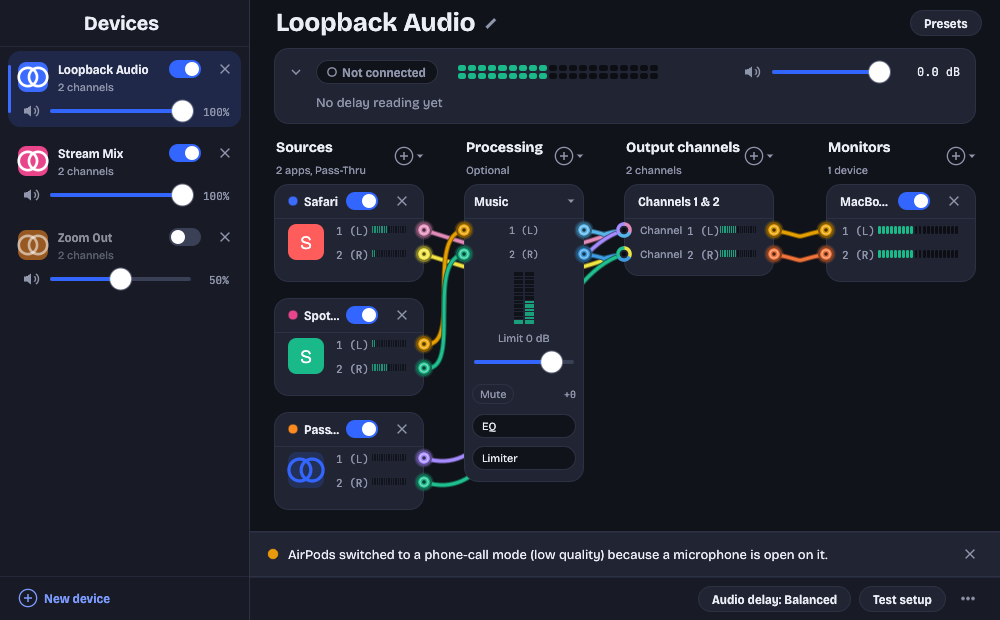 Devices
Loopback Audio
2 channels
100%
Stream Mix
2 channels
100%
Zoom Out
2 channels
50%
New device
Loopback Audio
Presets
Not connected
0.0 dB
No delay reading yet
Sources
2 apps, Pass-Thru
Processing
Optional
Output channels
2 channels
Monitors
1 device
Safari
S
1 (L)
2 (R)
Spot...
S
1 (L)
2 (R)
Pass...
1 (L)
2 (R)
Music
1 (L)
2 (R)
Limit 0 dB
Mute
+0
EQ
Limiter
Channels 1 & 2
Channel 1 (L)
Channel 2 (R)
MacBo...
1 (L)
2 (R)
AirPods switched to a phone-call mode (low quality) because a microphone is open on it.
Audio delay: Balanced
Test setup